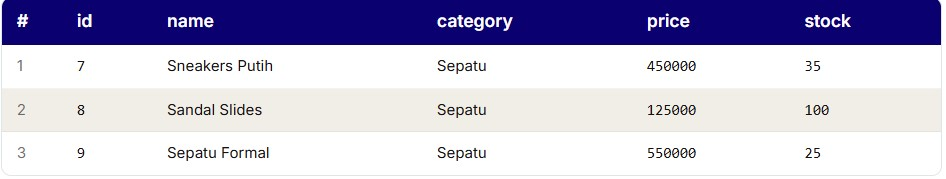 # id name category price stock
1 7 Sneakers Putih Sepatu 450000 35
2 8 Sandal Slides Sepatu 125000 100
3 9 Sepatu Formal Sepatu 550000 25